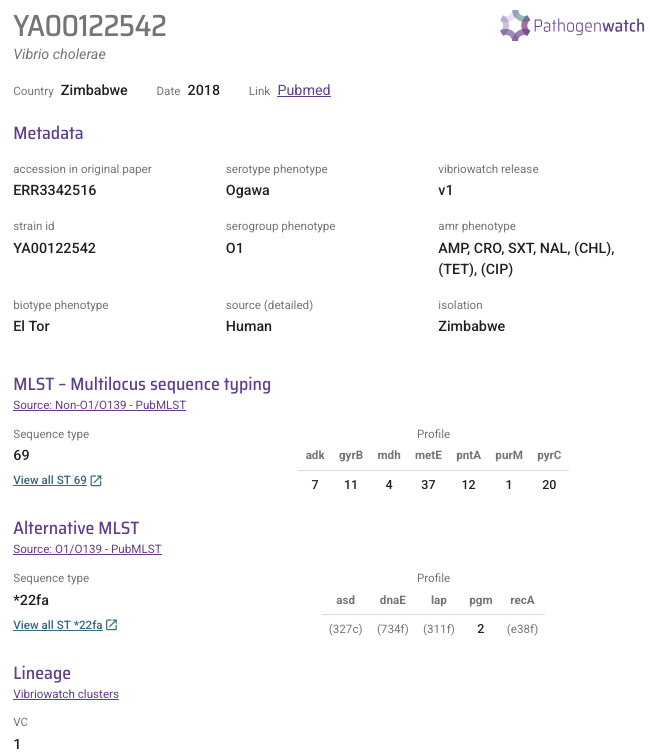 YA00122542
Pathogenwatch
Vibrio cholerae
Country Zimbabwe Date 2018 Link Pubmed
Metadata
accession in original paper
ERR3342516
serotype phenotype
Ogawa
vibriowatch release
v1
strain id
YA00122542
serogroup phenotype
O1
amr phenotype
AMP, CRO, SXT, NAL, (CHL),
(TET), (CIP)
biotype phenotype
El Tor
source (detailed)
Human
isolation
Zimbabwe
MLST – Multilocus sequence typing
Source: Non-O1/O139 - PubMLST
Sequence type
69
View all ST 69
Profile
adk gyrB mdh metE pntA purM pyrC
7 11 4 37 12 1 20
Alternative MLST
Source: O1/O139 - PubMLST
Sequence type
*22fa
View all ST *22fa
Profile
asd dnaE lap pgm recA
(327c) (734f) (311f) 2 (e38f)
Lineage
Vibriowatch clusters
VC
1